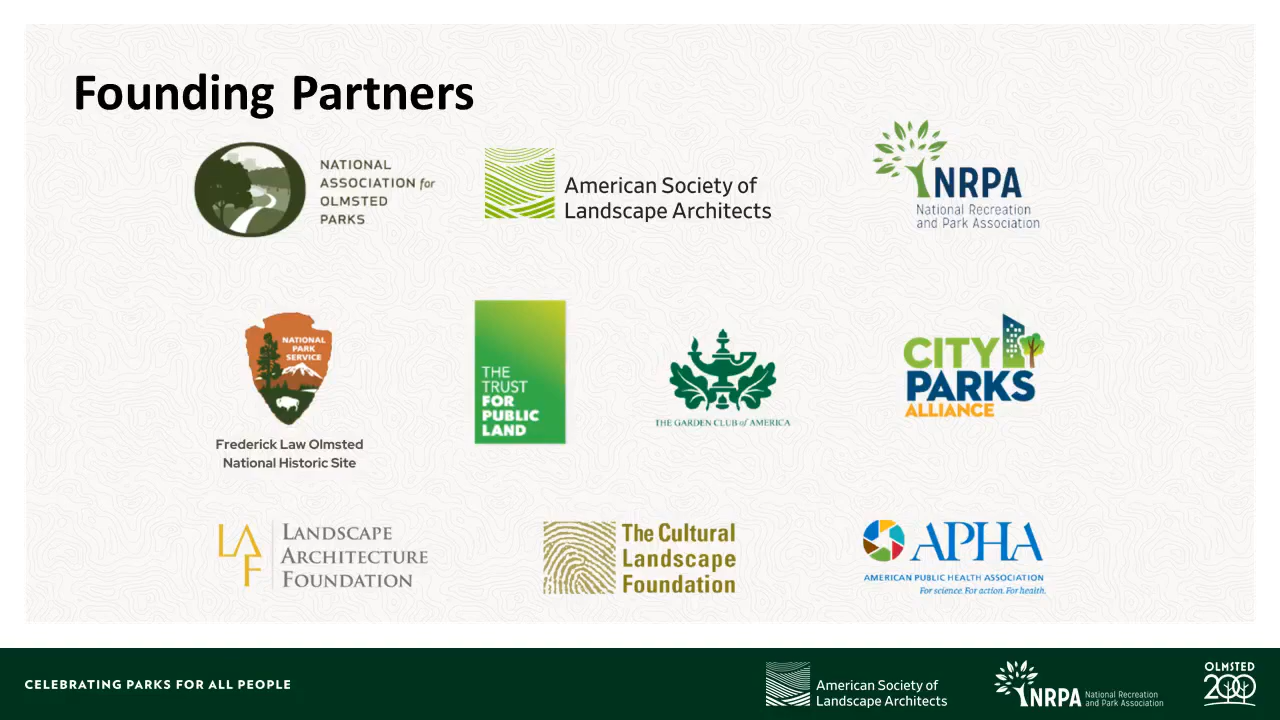 Founding Partners
NATIONAL
ASSOCIATION for
OLMSTED
PARKS
American Society of
Landscape Architects
NRPA
National Recreation
and Park Association
NATIONAL
PARK
SERVICE
Frederick Law Olmsted
National Historic Site
THE
TRUST
FOR
PUBLIC
LAND
THE GARDEN CLUB of AMERICA
CITY
PARKS
ALLIANCE
LAF
LANDSCAPE
ARCHITECTURE
FOUNDATION
The Cultural
Landscape
Foundation
APHA
AMERICAN PUBLIC HEALTH ASSOCIATION
For science. For action. For health.
CELEBRATING PARKS FOR ALL PEOPLE
American Society of
Landscape Architects
NRPA
National Recreation
and Park Association
OLMSTED
200